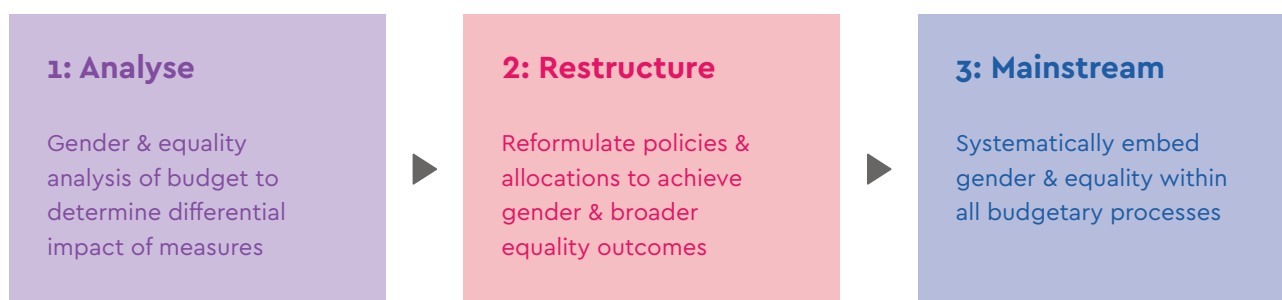 1: Analyse
Gender & equality
analysis of budget to
determine differential
impact of measures
2: Restructure
Reformulate policies &
allocations to achieve
gender & broader
equality outcomes
3: Mainstream
Systematically embed
gender & equality within
all budgetary processes